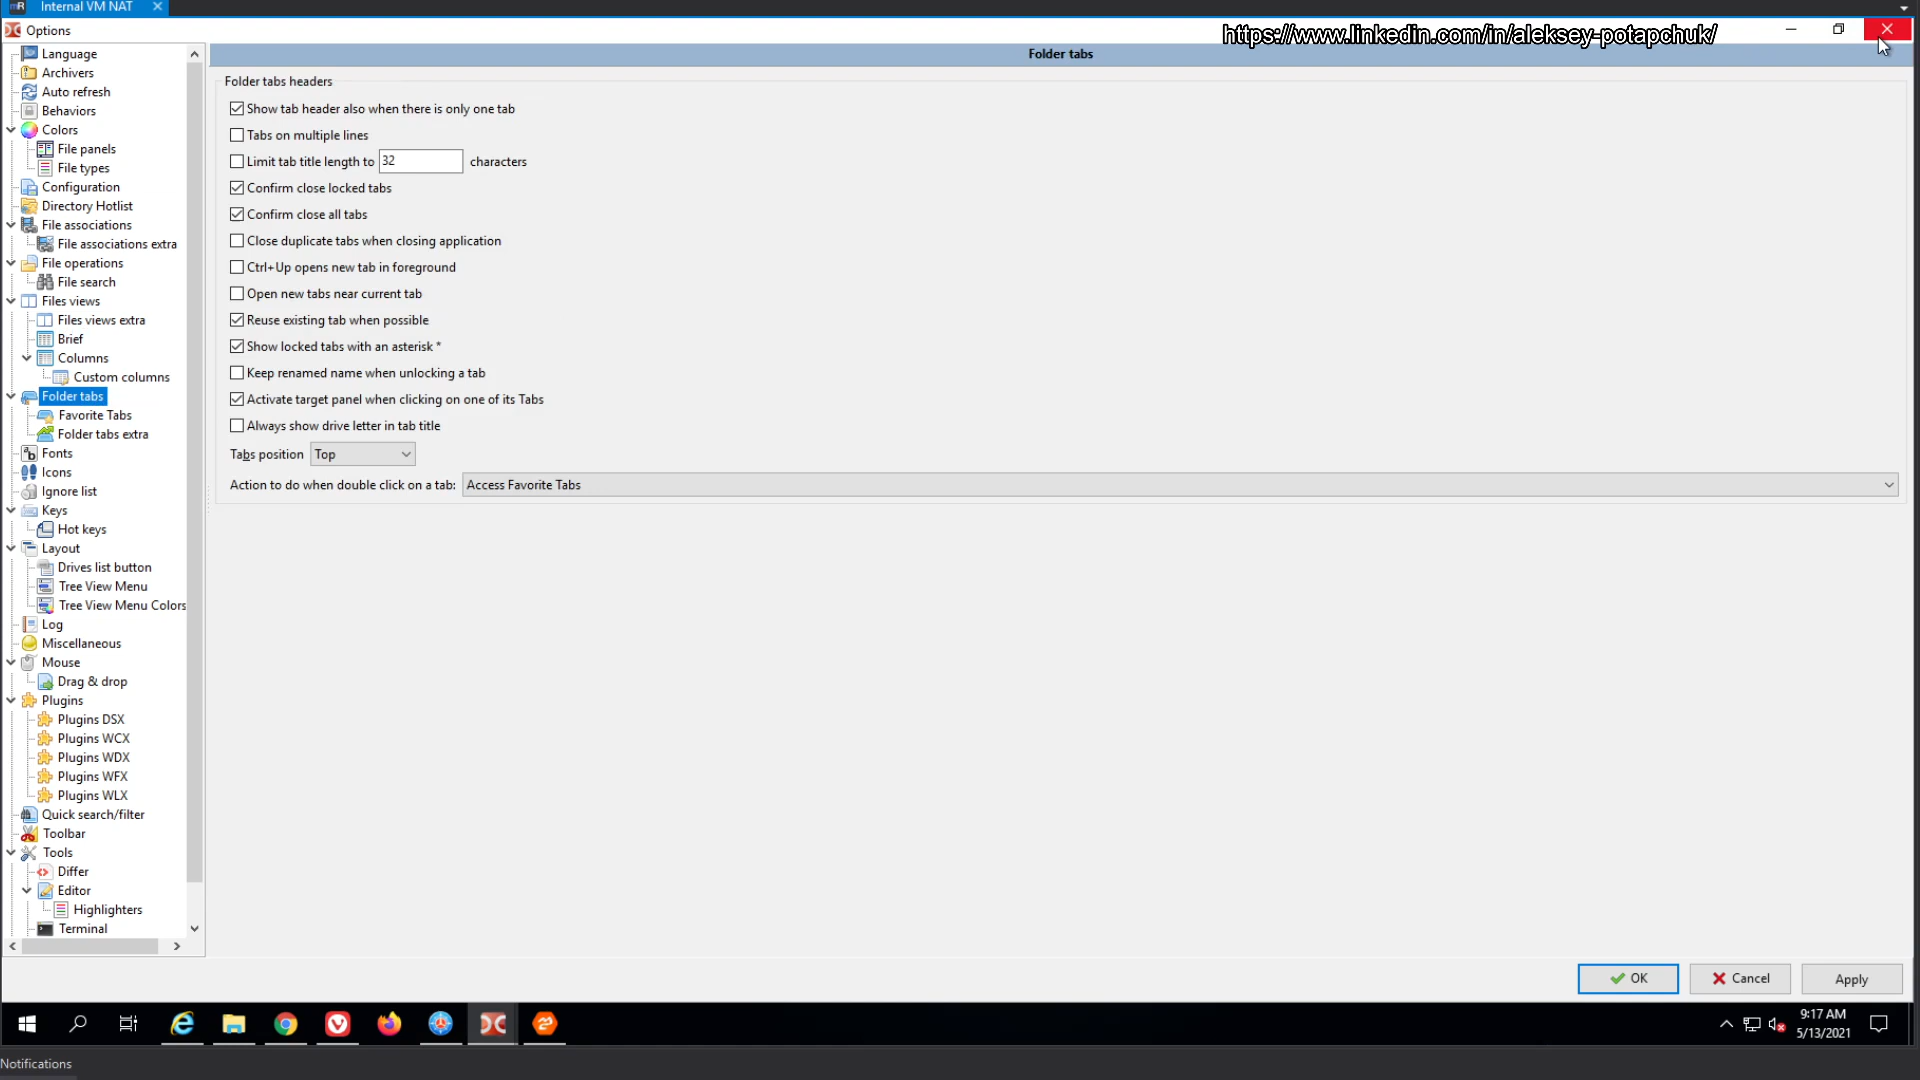 Internal VM NAT
Options
https://www.linkedin.com/in/aleksey-potapchuk/
Language
Archivers
Auto refresh
Behaviors
Colors
File panels
File types
Configuration
Directory Hotlist
File associations
File associations extra
File operations
File search
Files views
Files views extra
Brief
Columns
Custom columns
Folder tabs
Favorite Tabs
Folder tabs extra
Fonts
Icons
Ignore list
Keys
Hot keys
Layout
Drives list button
Tree View Menu
Tree View Menu Colors
Log
Miscellaneous
Mouse
Drag & drop
Plugins
Plugins DSX
Plugins WCX
Plugins WDX
Plugins WFX
Plugins WLX
Quick search/filter
Toolbar
Tools
Differ
Editor
Highlighters
Terminal
Folder tabs
Folder tabs headers
Show tab header also when there is only one tab
Tabs on multiple lines
Limit tab title length to 32 characters
Confirm close locked tabs
Confirm close all tabs
Close duplicate tabs when closing application
Ctrl+Up opens new tab in foreground
Open new tabs near current tab
Reuse existing tab when possible
Show locked tabs with an asterisk *
Keep renamed name when unlocking a tab
Activate target panel when clicking on one of its Tabs
Always show drive letter in tab title
Tabs position Top
Action to do when double click on a tab: Access Favorite Tabs
OK Cancel Apply
9:17 AM
5/13/2021
Notifications